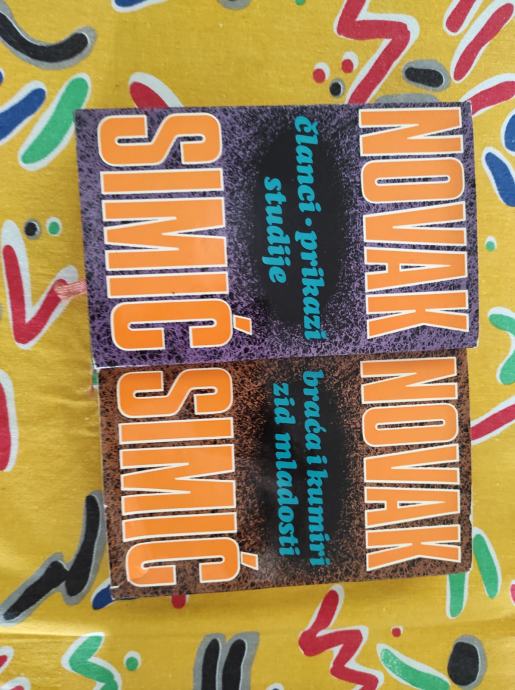 NOVAK
članci • prikazi
studije
SIMIĆ
NOVAK
braća i kumiri
zid mladosti
SIMIĆ